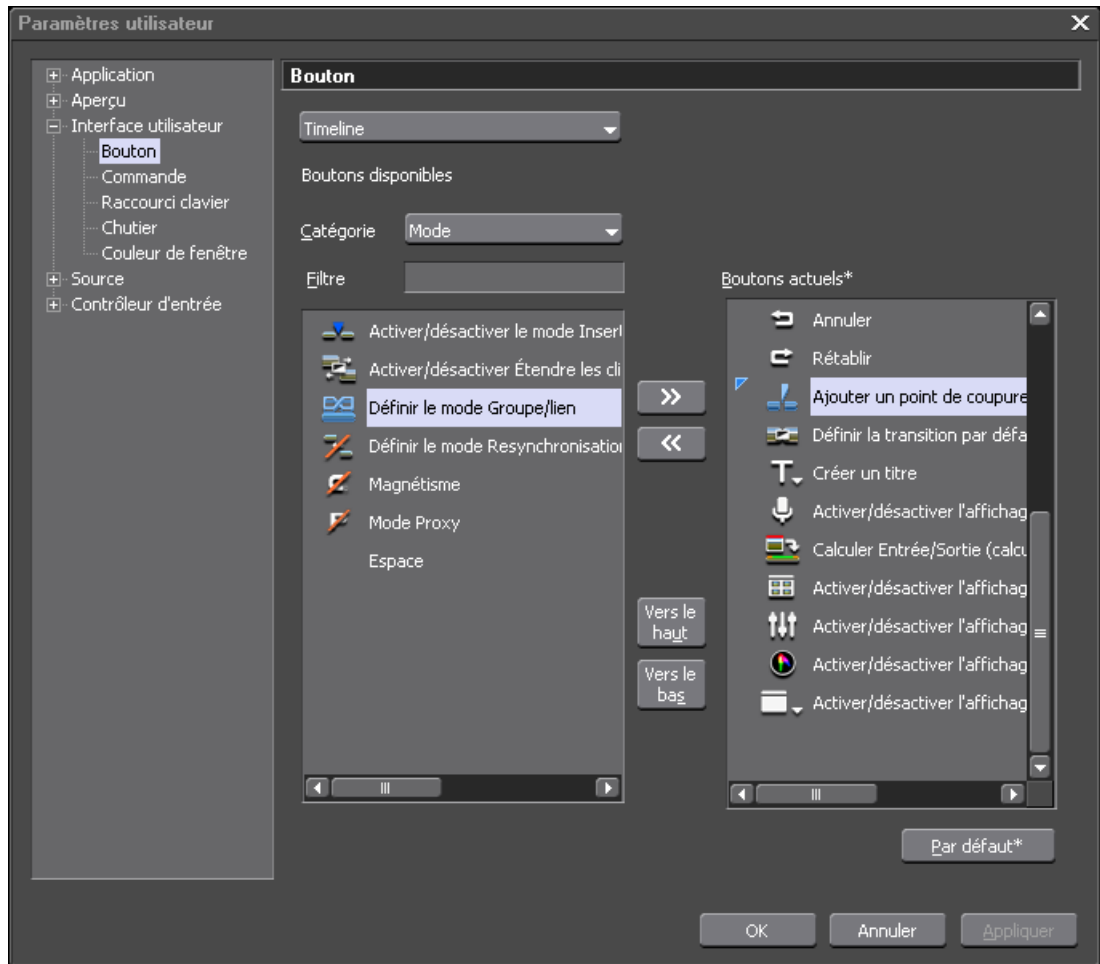 Paramètres utilisateur
Application
Aperçu
Interface utilisateur
Bouton
Commande
Raccourci clavier
Chutier
Couleur de fenêtre
Source
Contrôleur d'entrée
Bouton
Timeline
Boutons disponibles
Catégorie Mode
Filtre
Activer/désactiver le mode Insert
Activer/désactiver Étendre les cli
Définir le mode Groupe/lien
Définir le mode Resynchronisation
Magnétisme
Mode Proxy
Espace
Vers le
haut
Vers le
bas
Boutons actuels*
Annuler
Rétablir
Ajouter un point de coupure
Définir la transition par défa
Créer un titre
Activer/désactiver l'affichag
Calculer Entrée/Sortie (calcu
Activer/désactiver l'affichag
Activer/désactiver l'affichag
Activer/désactiver l'affichag
Activer/désactiver l'affichag
Par défaut*
OK
Annuler
Appliquer